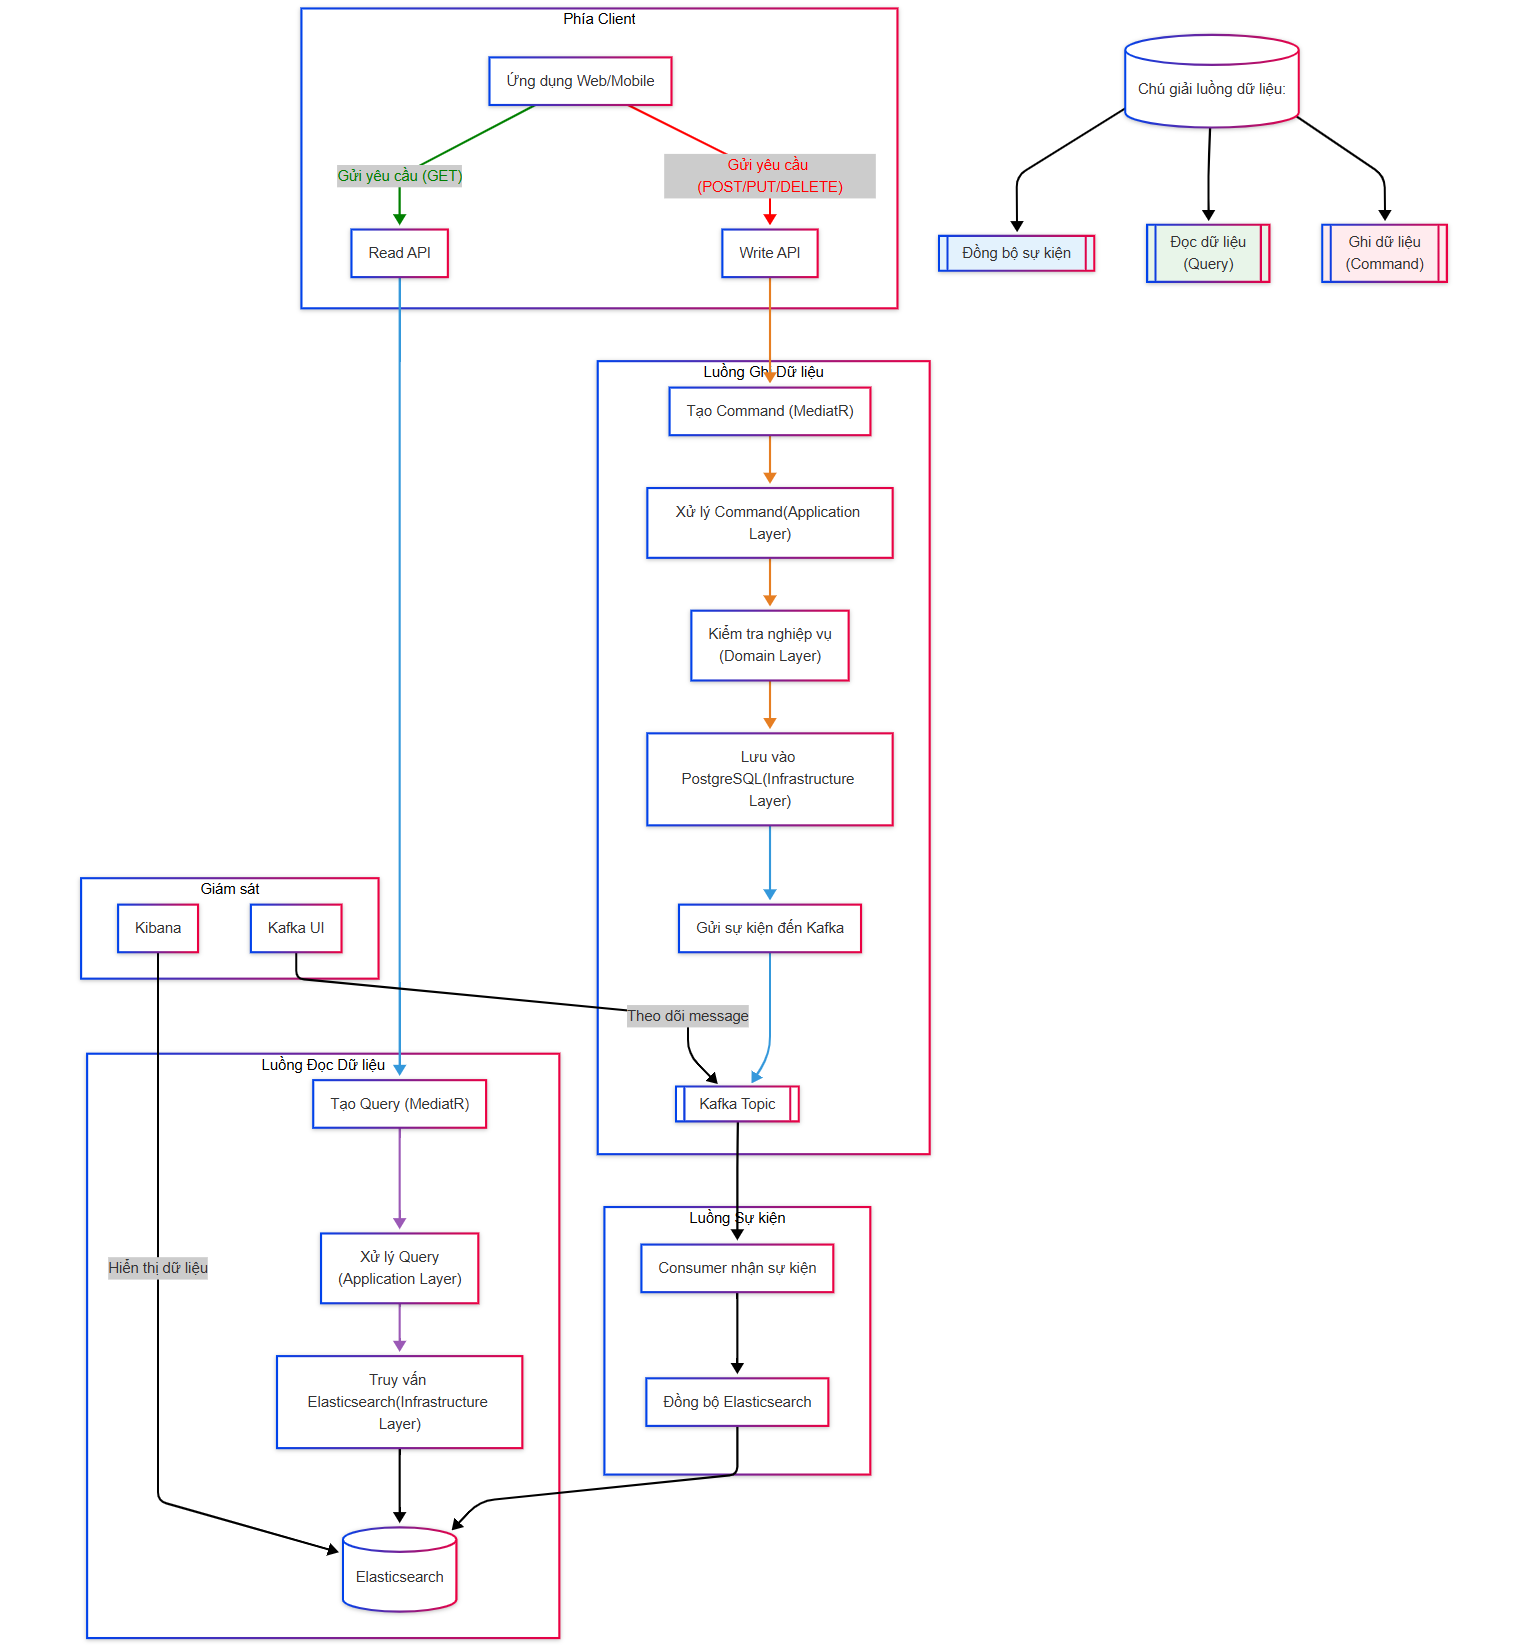 Phía Client
Ứng dụng Web/Mobile
Gửi yêu cầu (GET)
Gửi yêu cầu
(POST/PUT/DELETE)
Read API
Write API
Chú giải luồng dữ liệu:
Đồng bộ sự kiện
Đọc dữ liệu
(Query)
Ghi dữ liệu
(Command)
Luồng Ghi Dữ liệu
Tạo Command (MediatR)
Xử lý Command(Application
Layer)
Kiểm tra nghiệp vụ
(Domain Layer)
Lưu vào
PostgreSQL(Infrastructure
Layer)
Gửi sự kiện đến Kafka
Giám sát
Kibana
Kafka UI
Theo dõi message
Kafka Topic
Luồng Đọc Dữ liệu
Tạo Query (MediatR)
Xử lý Query
(Application Layer)
Truy vấn
Elasticsearch(Infrastructure
Layer)
Hiển thị dữ liệu
Elasticsearch
Luồng Sự kiện
Consumer nhận sự kiện
Đồng bộ Elasticsearch